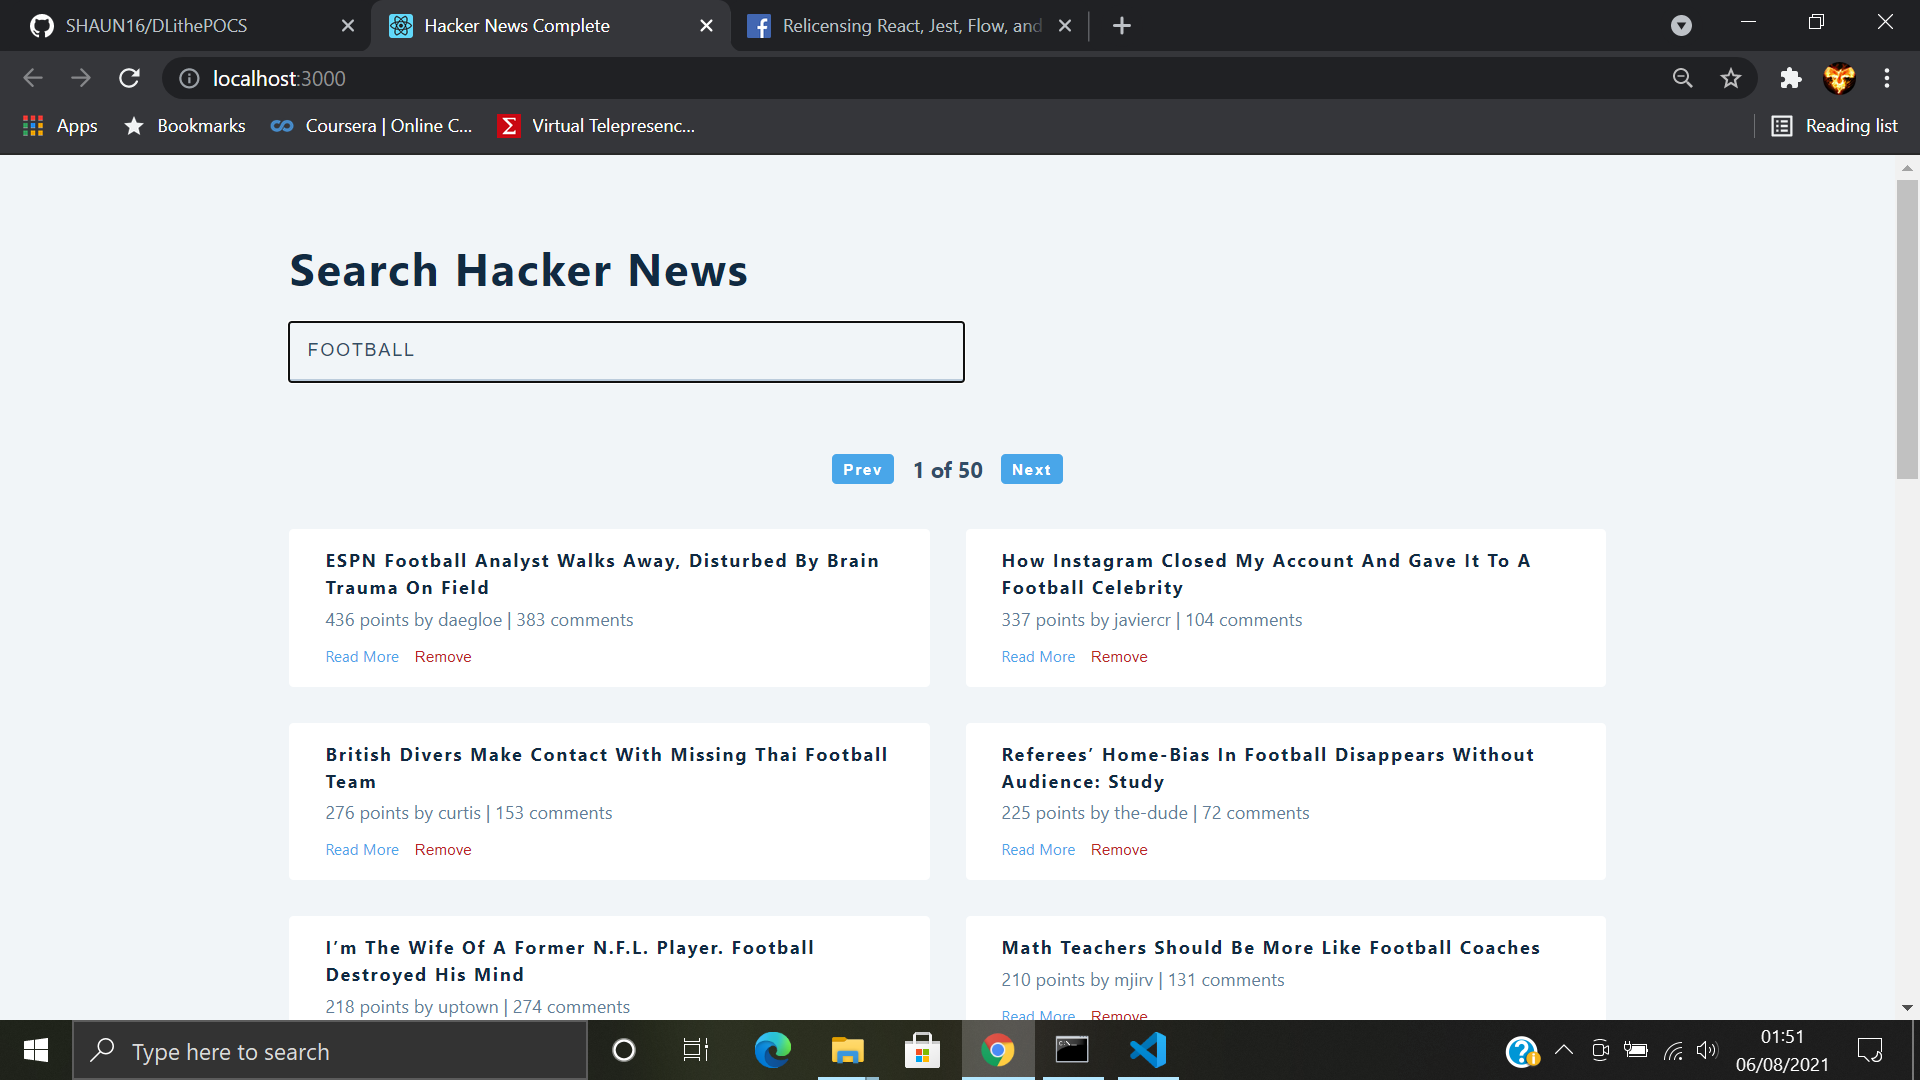 SHAUN16/DLithePOCS
Hacker News Complete
Relicensing React, Jest, Flow, and
localhost:3000
Apps
Bookmarks
Coursera | Online C...
Virtual Telepresenc...
Reading list
Search Hacker News
FOOTBALL
Prev
1 of 50
Next
ESPN Football Analyst Walks Away, Disturbed By Brain
Trauma On Field
436 points by daegloe | 383 comments
Read More Remove
How Instagram Closed My Account And Gave It To A
Football Celebrity
337 points by javiercr | 104 comments
Read More Remove
British Divers Make Contact With Missing Thai Football
Team
276 points by curtis | 153 comments
Read More Remove
Referees’ Home-Bias In Football Disappears Without
Audience: Study
225 points by the-dude | 72 comments
Read More Remove
I’m The Wife Of A Former N.F.L. Player. Football
Destroyed His Mind
218 points by uptown | 274 comments
Math Teachers Should Be More Like Football Coaches
210 points by mjirv | 131 comments
Read More Remove
Type here to search
01:51
06/08/2021